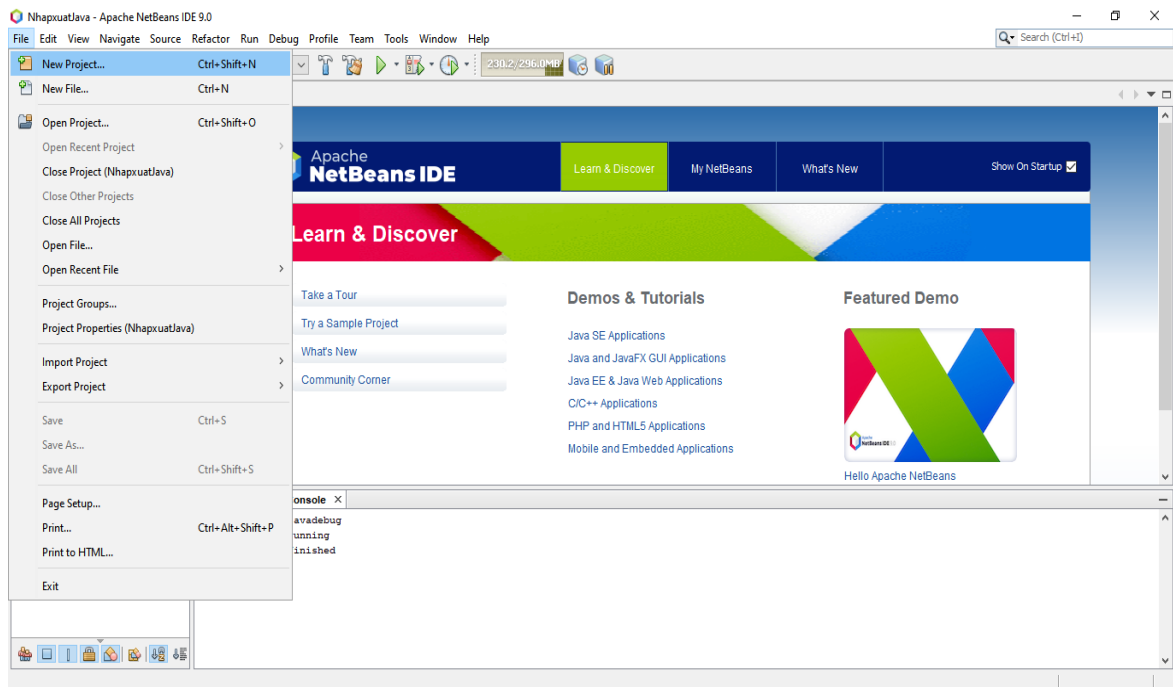 NhapxuatJava - Apache NetBeans IDE 9.0
File Edit View Navigate Source Refactor Run Debug Profile Team Tools Window Help
Search (Ctrl+I)
230.2/296.0MB
New Project... Ctrl+Shift+N
New File... Ctrl+N
Open Project... Ctrl+Shift+O
Open Recent Project
Close Project (NhapxuatJava)
Close Other Projects
Close All Projects
Open File...
Open Recent File
Project Groups...
Project Properties (NhapxuatJava)
Import Project
Export Project
Save Ctrl+S
Save As...
Save All Ctrl+Shift+S
Page Setup...
Print... Ctrl+Alt+Shift+P
Print to HTML...
Exit
Apache
NetBeans IDE
Learn & Discover My NetBeans What's New Show On Startup
Learn & Discover
Take a Tour
Try a Sample Project
What's New
Community Corner
Demos & Tutorials
Java SE Applications
Java and JavaFX GUI Applications
Java EE & Java Web Applications
C/C++ Applications
PHP and HTML5 Applications
Mobile and Embedded Applications
Featured Demo
Hello Apache NetBeans
onsole
avadebug
unning
inished